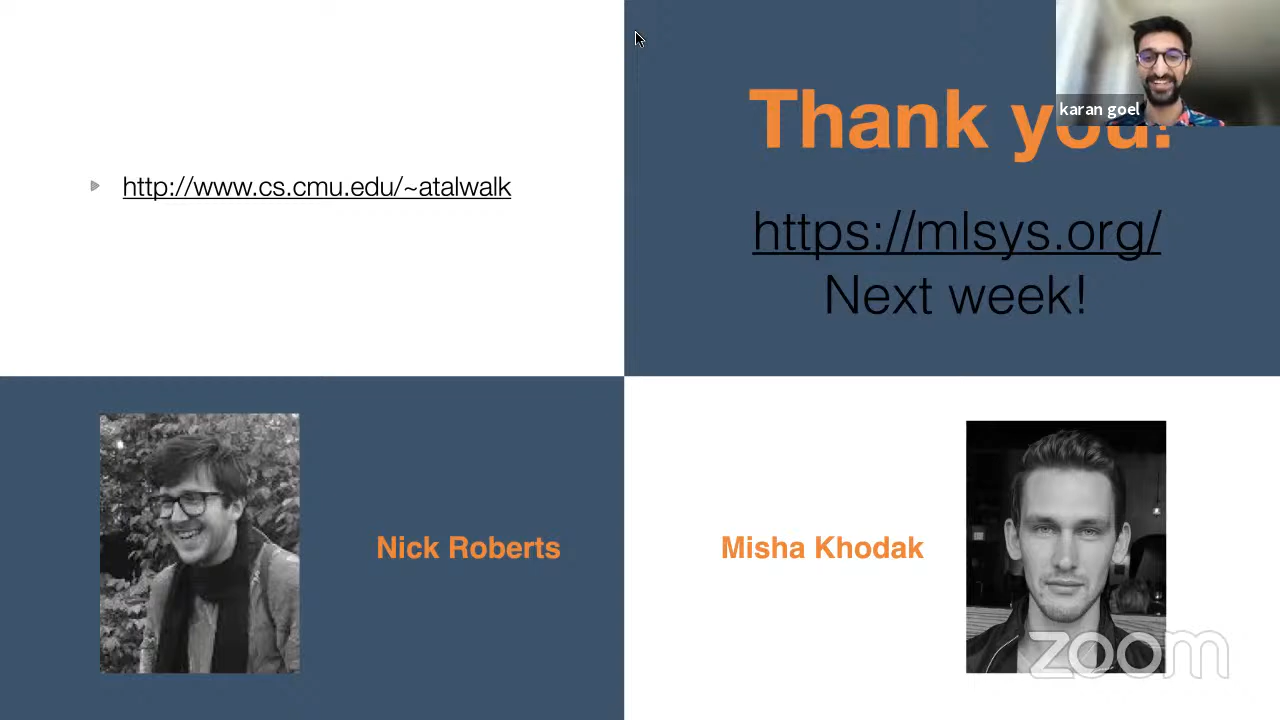 http://www.cs.cmu.edu/~atalwalk
Thank you!
karan goel
https://mlsys.org/
Next week!
Nick Roberts
Misha Khodak
zoom